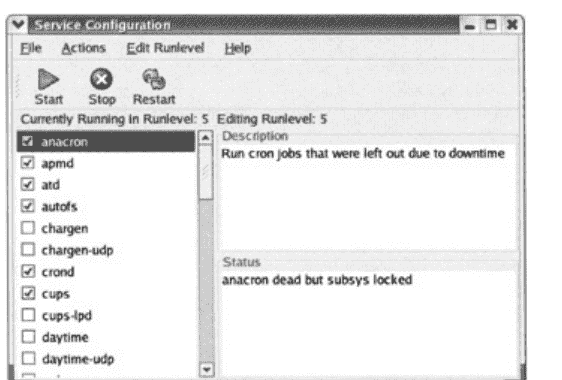 Service Configuration
File Actions Edit Runlevel Help
Start Stop Restart
Currently Running in Runlevel: 5 Editing Runlevel: 5
anacron
apmd
atd
autofs
chargen
chargen-udp
crond
cups
cups-lpd
daytime
daytime-udp
Description
Run cron jobs that were left out due to downtime
Status
anacron dead but subsys locked